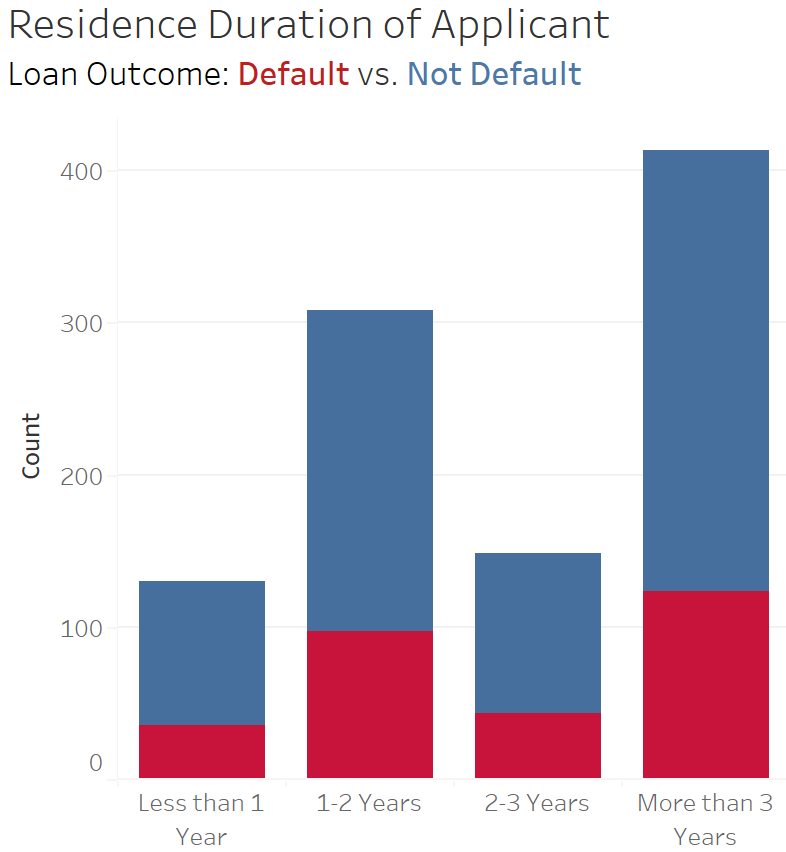 Residence Duration of Applicant
Loan Outcome: Default vs. Not Default
400
300
200
100
0
Count
Less than 1
Year
1-2 Years
2-3 Years
More than 3
Years